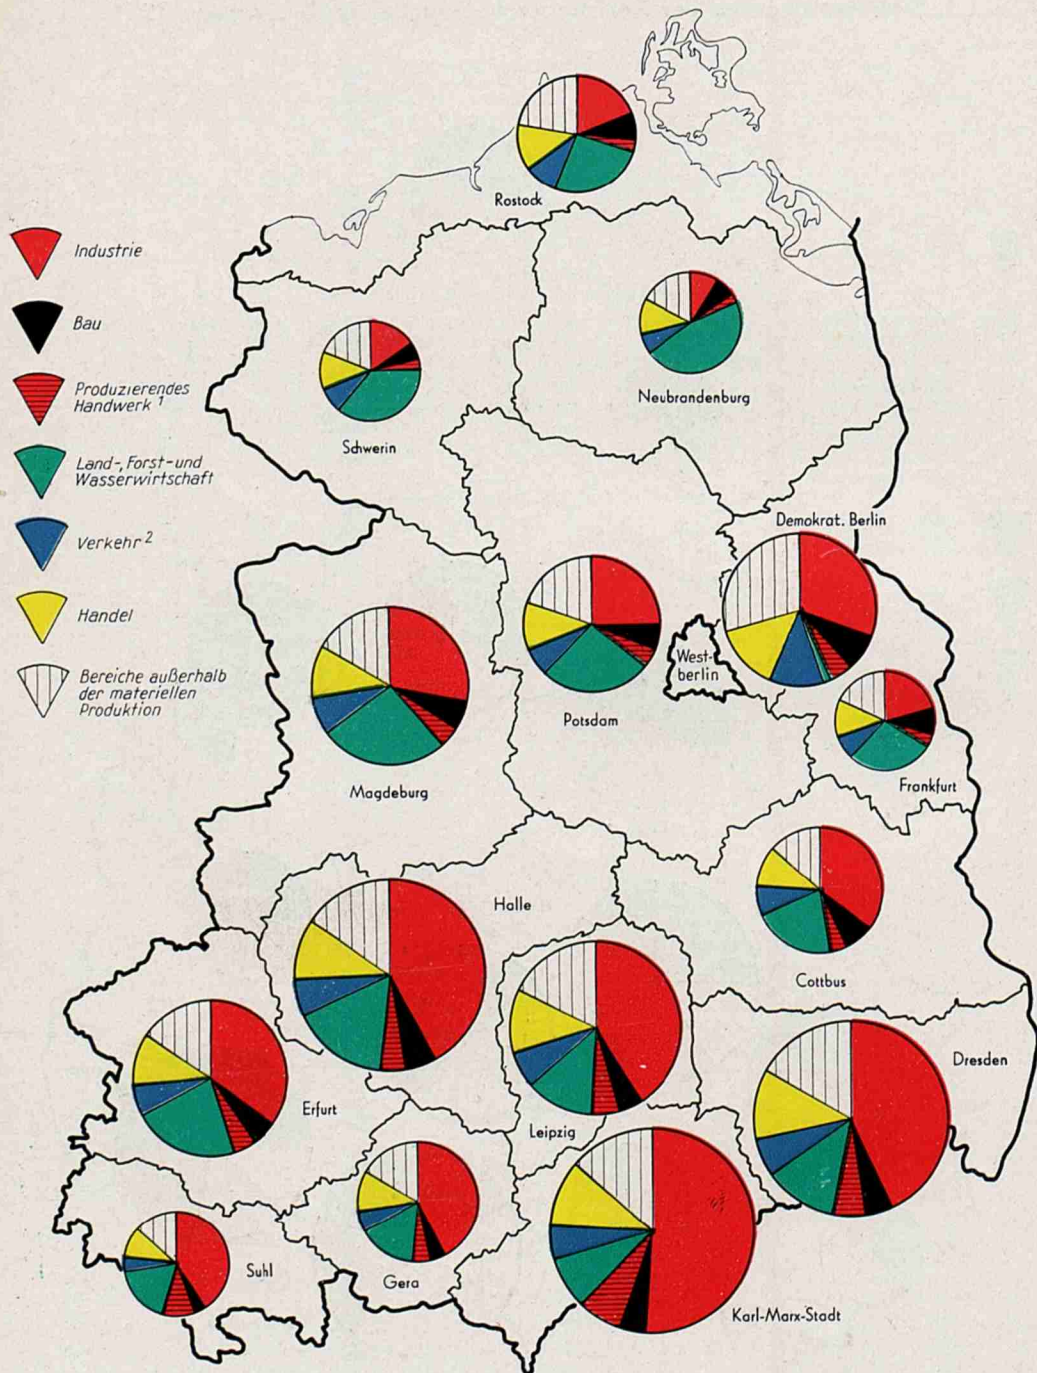 Rostock
Industrie
Bau
Produzierendes
Handwerk 1
Land-, Forst- und
Wasserwirtschaft
Verkehr 2
Handel
Bereiche außerhalb
der materiellen
Produktion
Neubrandenburg
Schwerin
Demokrat. Berlin
West-
berlin
Potsdam
Frankfurt
Magdeburg
Halle
Cottbus
Dresden
Erfurt
Leipzig
Suhl
Gera
Karl-Marx-Stadt